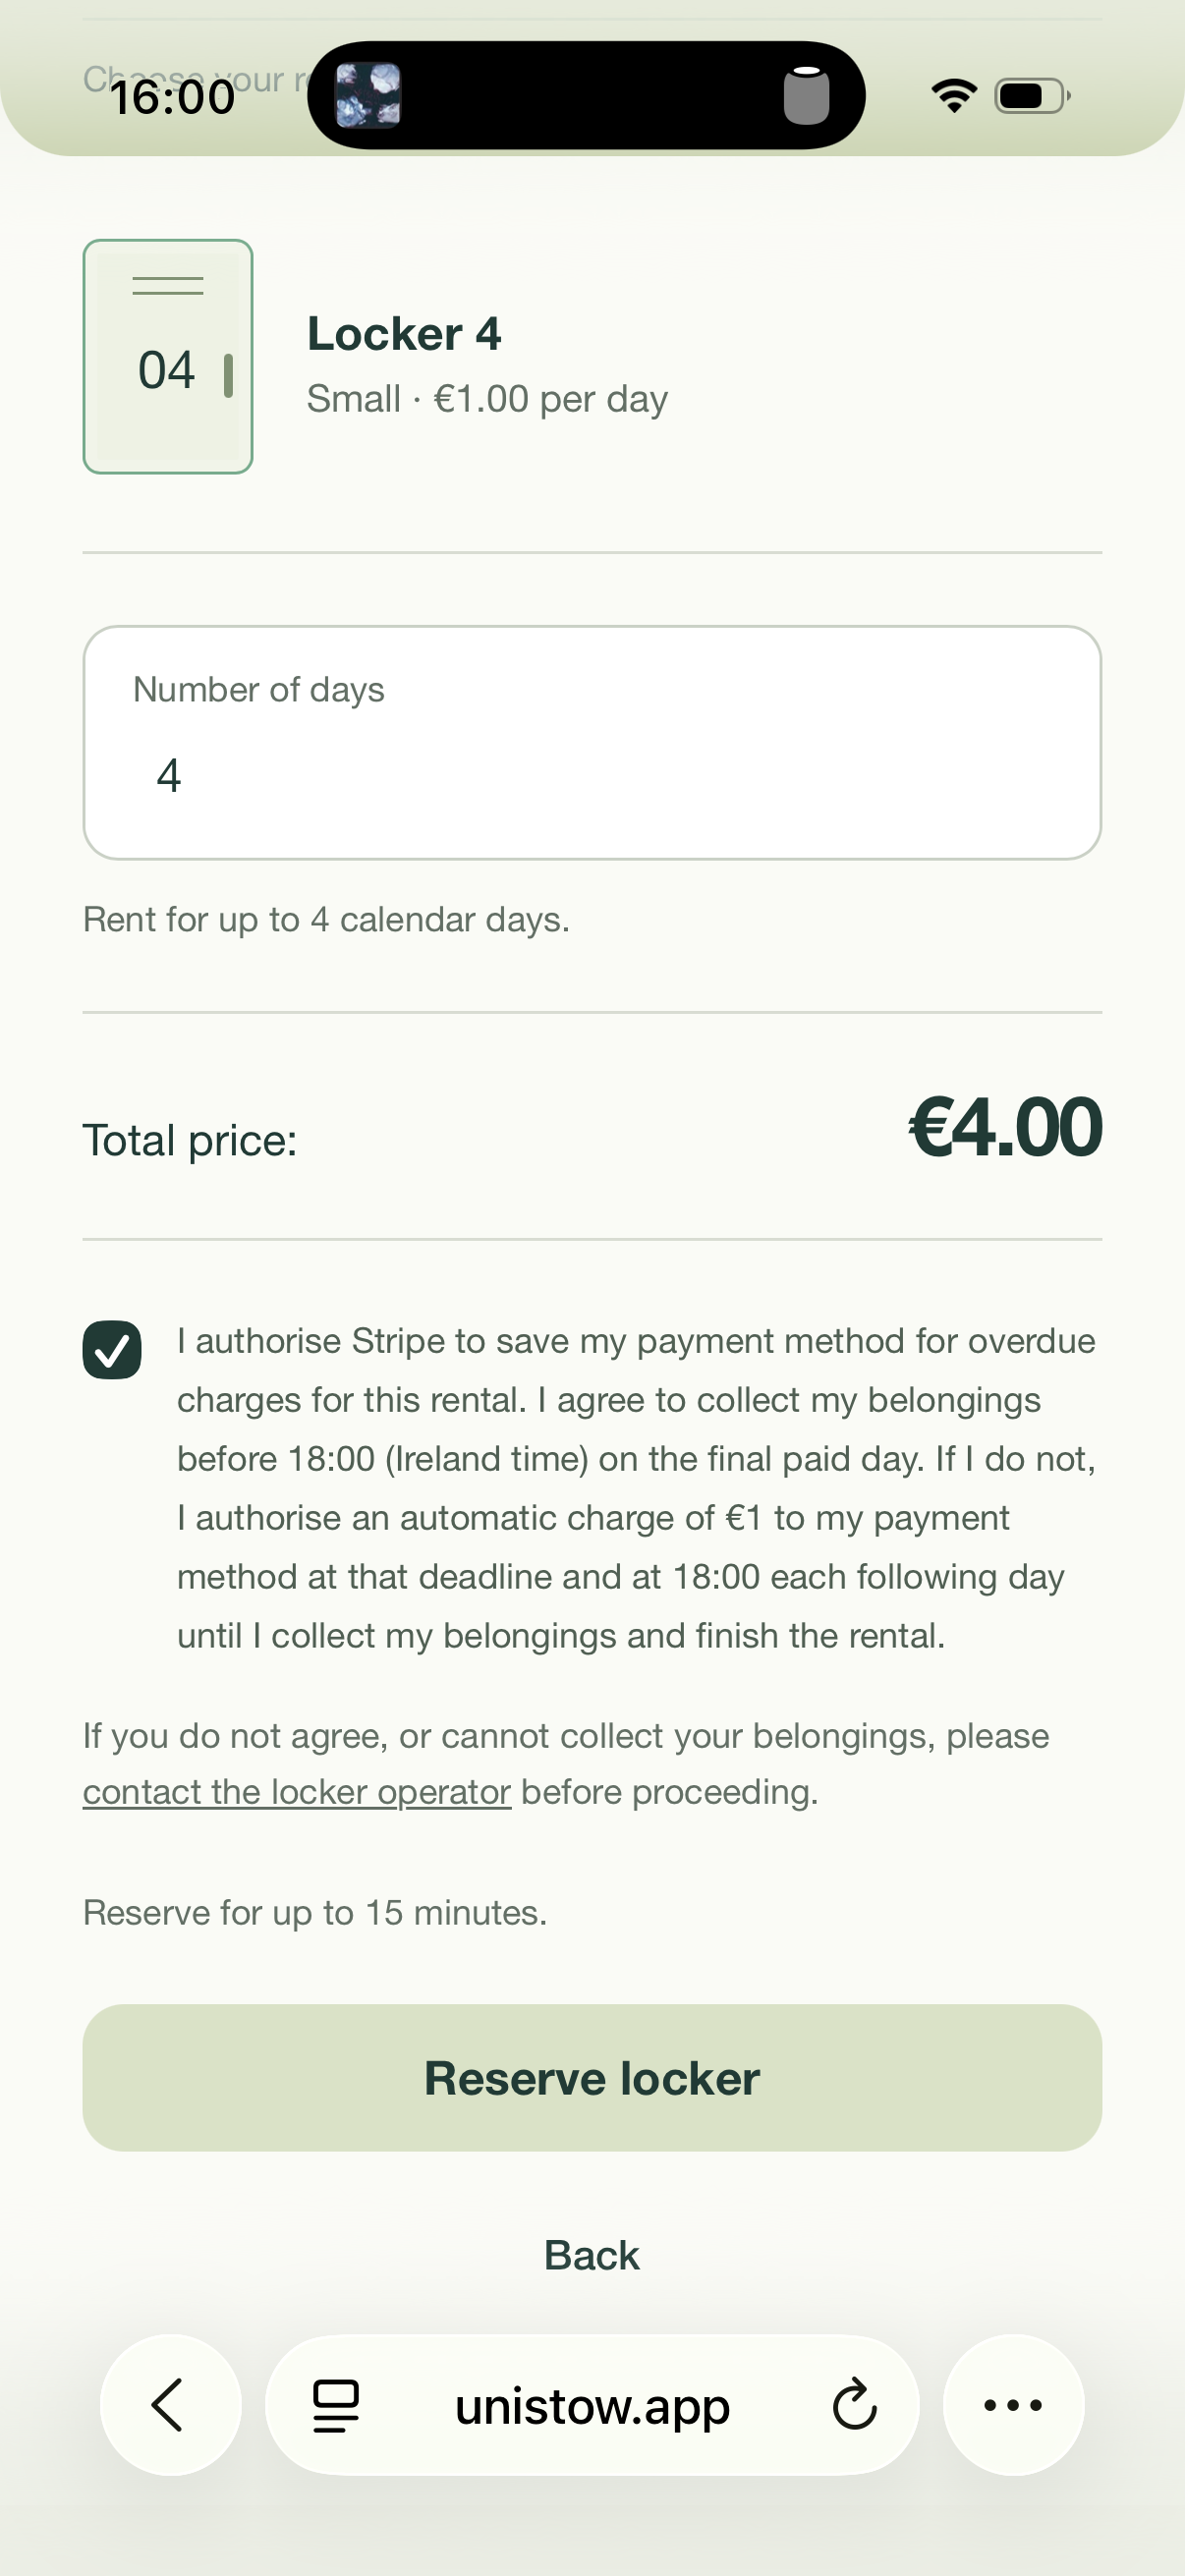 Choose your r
16:00
04
Locker 4
Small · €1.00 per day
Number of days
4
Rent for up to 4 calendar days.
Total price:
€4.00
I authorise Stripe to save my payment method for overdue
charges for this rental. I agree to collect my belongings
before 18:00 (Ireland time) on the final paid day. If I do not,
I authorise an automatic charge of €1 to my payment
method at that deadline and at 18:00 each following day
until I collect my belongings and finish the rental.
If you do not agree, or cannot collect your belongings, please
contact the locker operator before proceeding.
Reserve for up to 15 minutes.
Reserve locker
Back
unistow.app